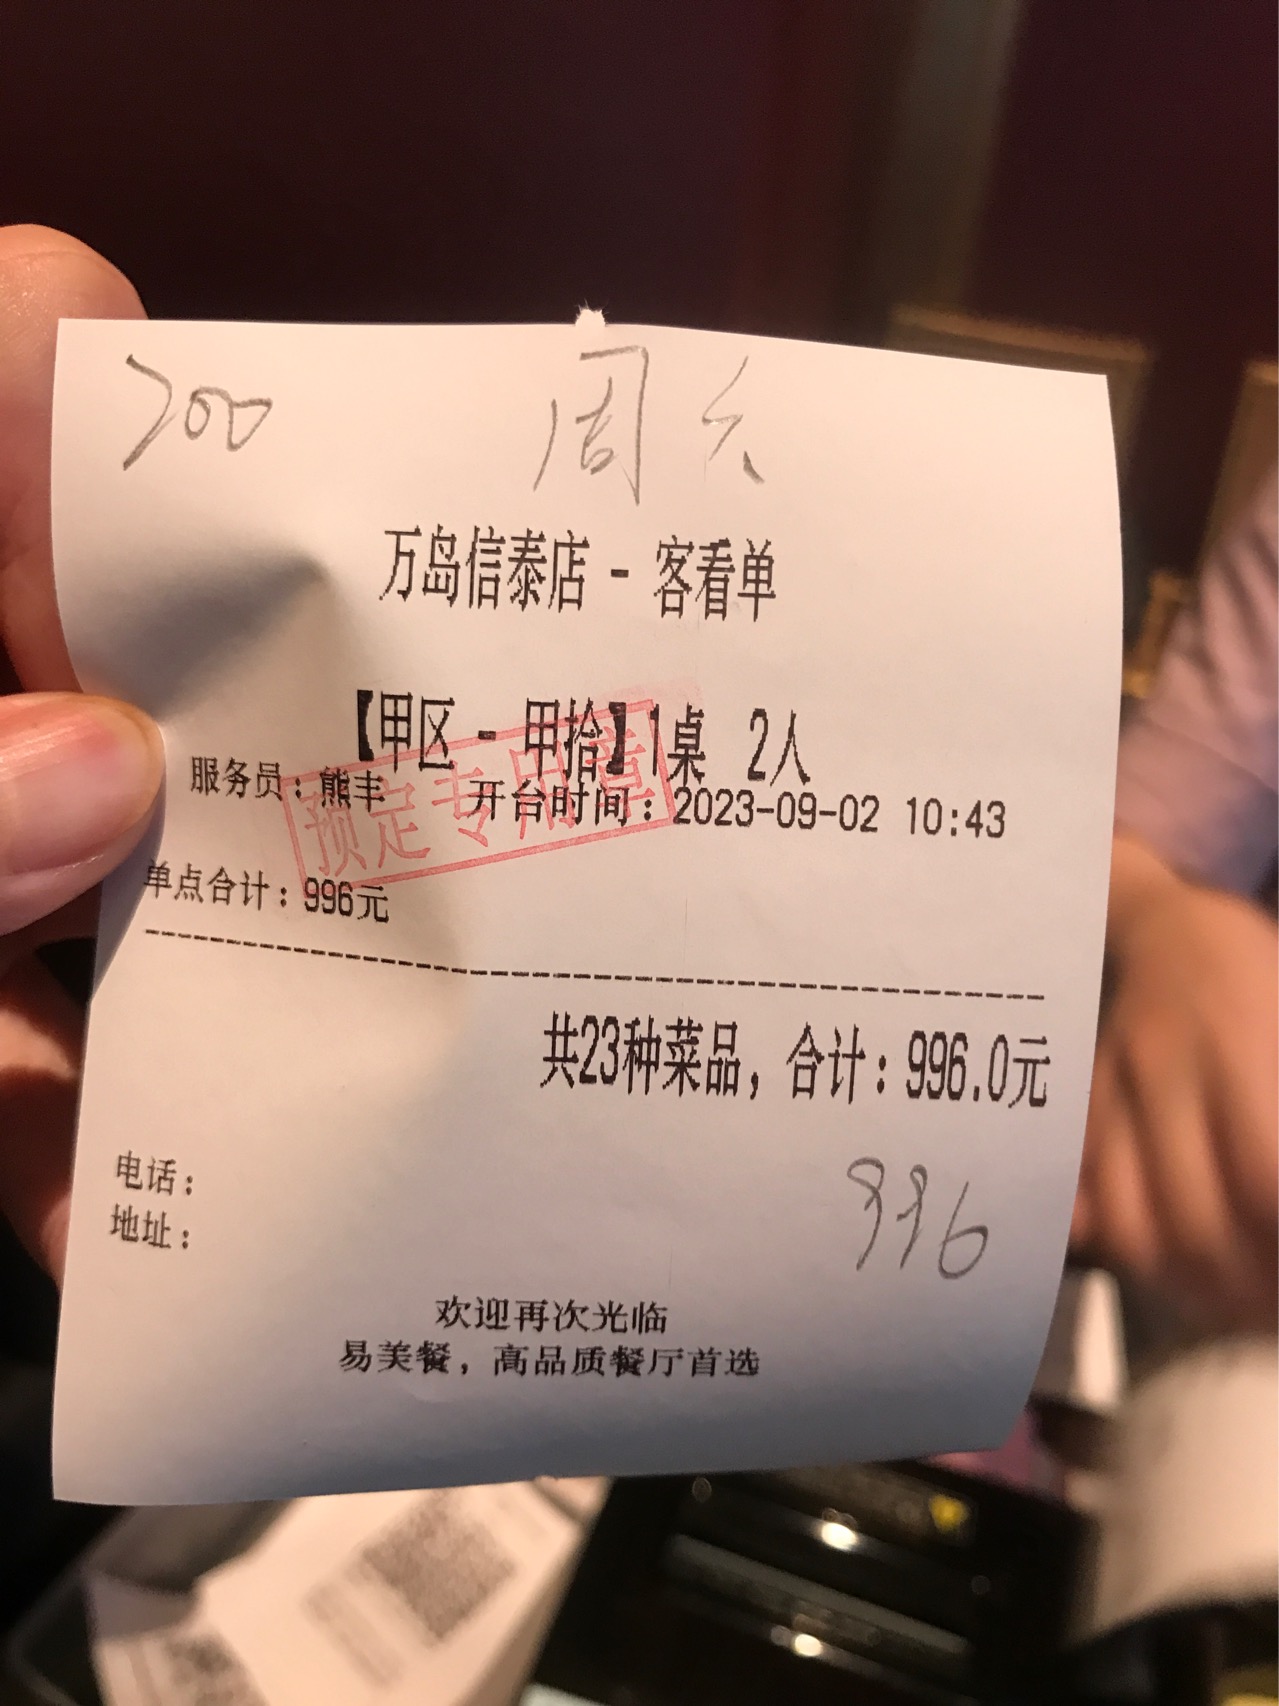 200 周六
万岛信泰店 - 客看单
【甲区 - 甲拾】1桌 2人
服务员：熊丰 开台时间：2023-09-02 10:43
预定专用章
单点合计：996元
共23种菜品，合计：996.0元
996
电话：
地址：
欢迎再次光临
易美餐，高品质餐厅首选